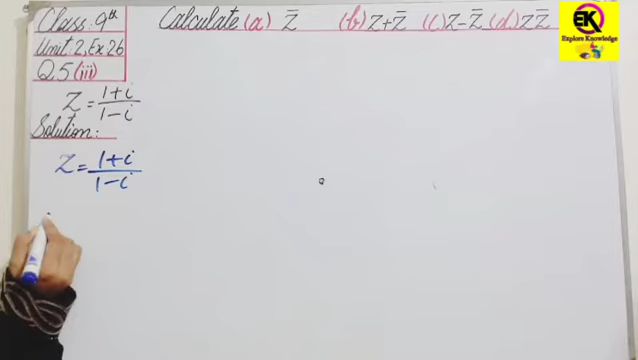 Class: 9th
Unit 2, Ex 2.6
Q.5 (iii)
Calculate (a) z̄ (b) z+z̄ (c) z-z̄ (d) zz̄
EK
Explore Knowledge
Z = 1+i / 1-i
Solution:
Z = 1+i / 1-i